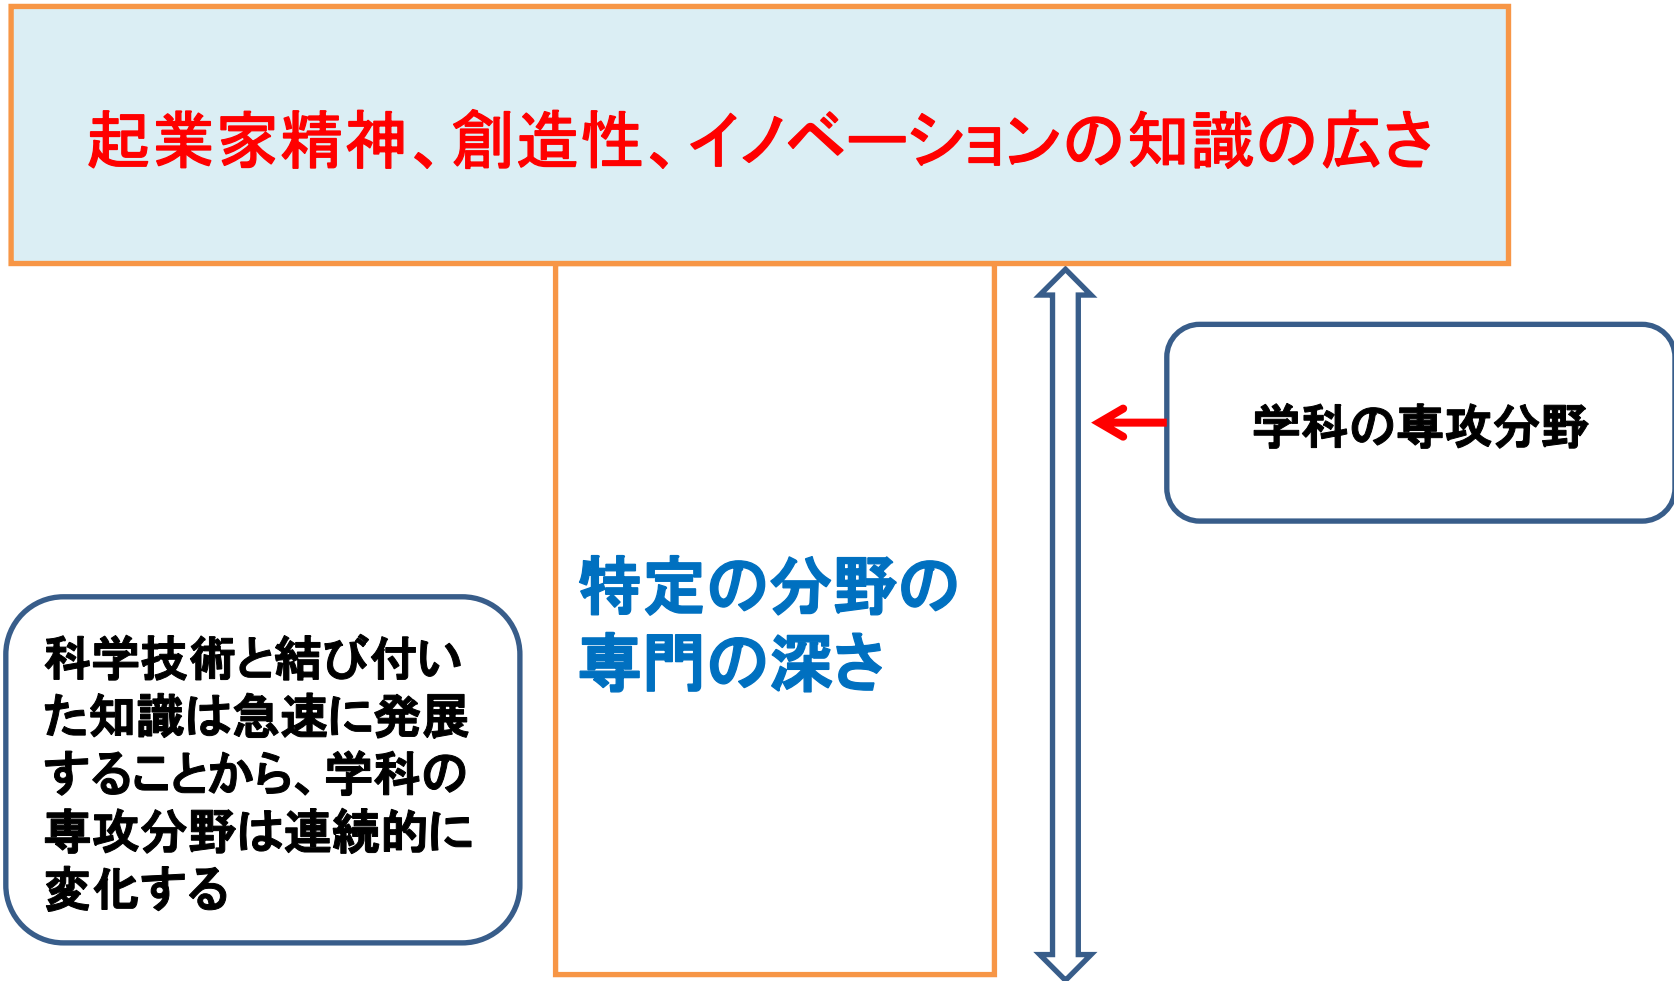 起業家精神、創造性、イノベーションの知識の広さ
学科の専攻分野
特定の分野の
専門の深さ
科学技術と結び付い
た知識は急速に発展
することから、学科の
専攻分野は連続的に
変化する